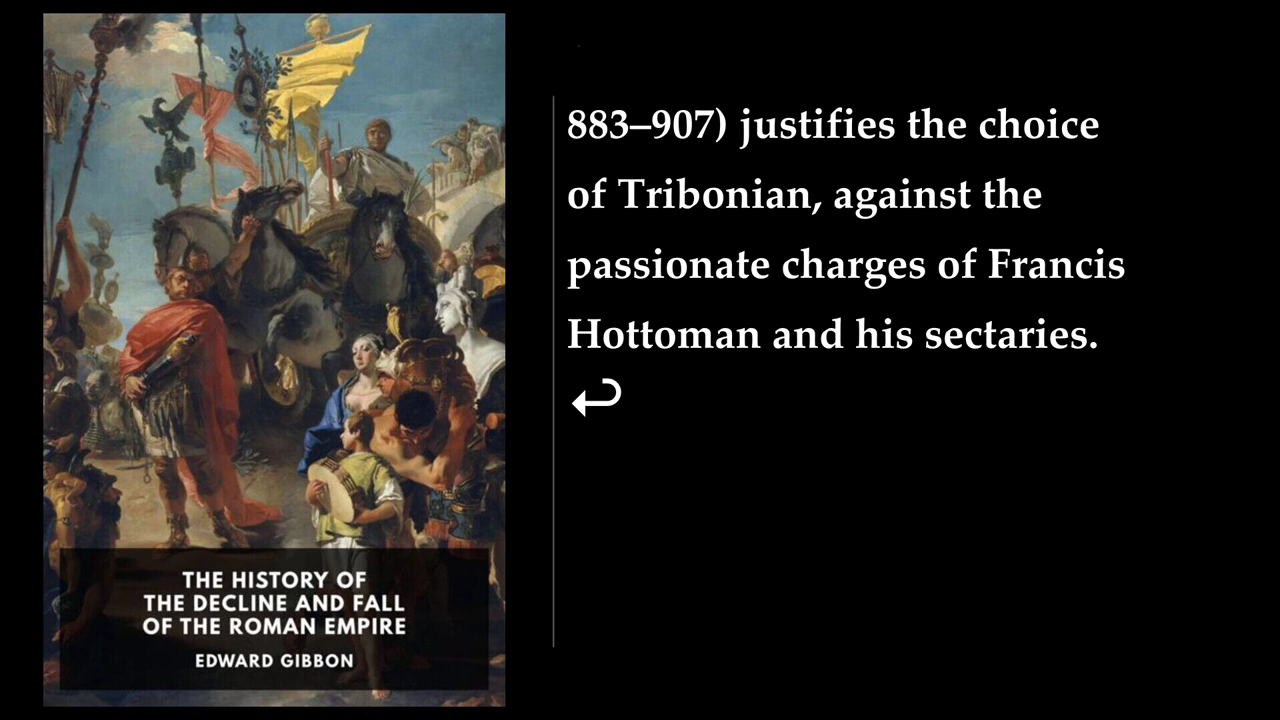 THE HISTORY OF
THE DECLINE AND FALL
OF THE ROMAN EMPIRE
EDWARD GIBBON
883–907) justifies the choice
of Tribonian, against the
passionate charges of Francis
Hottoman and his sectaries.
↩